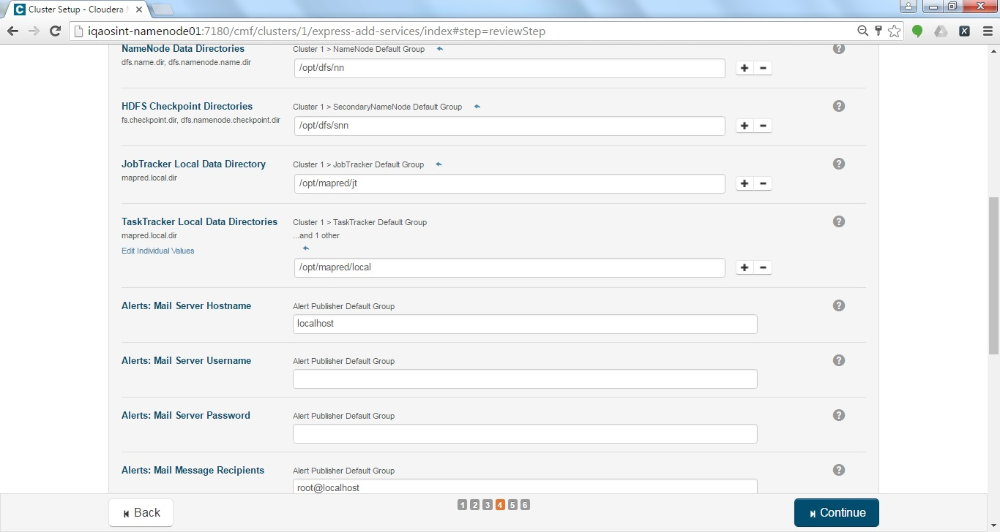 Cluster Setup - Cloudera M
iqaosint-namenode01:7180/cmf/clusters/1/express-add-services/index#step=reviewStep
NameNode Data Directories
Cluster 1 > NameNode Default Group
dfs.name.dir, dfs.namenode.name.dir
/opt/dfs/nn
HDFS Checkpoint Directories
Cluster 1 > SecondaryNameNode Default Group
fs.checkpoint.dir, dfs.namenode.checkpoint.dir
/opt/dfs/snn
JobTracker Local Data Directory
Cluster 1 > JobTracker Default Group
mapred.local.dir
/opt/mapred/jt
TaskTracker Local Data Directories
Cluster 1 > TaskTracker Default Group
mapred.local.dir
...and 1 other
Edit Individual Values
/opt/mapred/local
Alerts: Mail Server Hostname
Alert Publisher Default Group
localhost
Alerts: Mail Server Username
Alert Publisher Default Group
Alerts: Mail Server Password
Alert Publisher Default Group
Alerts: Mail Message Recipients
Alert Publisher Default Group
root@localhost
Back
1 2 3 4 5 6
Continue